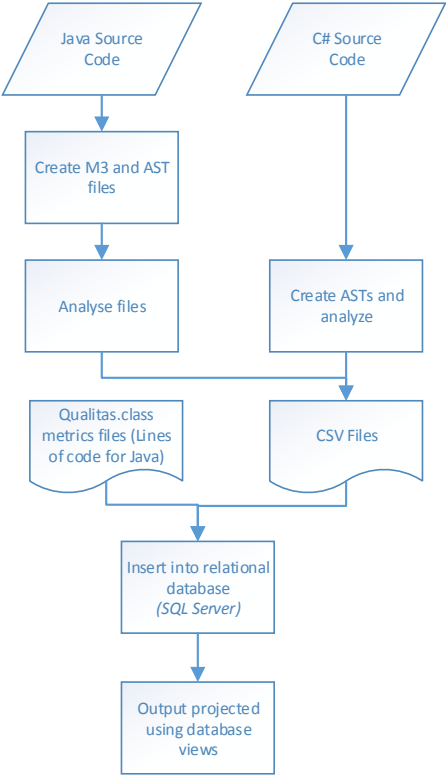 Java Source
Code
C# Source
Code
Create M3 and AST
files
Analyse files
Create ASTs and
analyze
Qualitas.class
metrics files (Lines
of code for Java)
CSV Files
Insert into relational
database
(SQL Server)
Output projected
using database
views